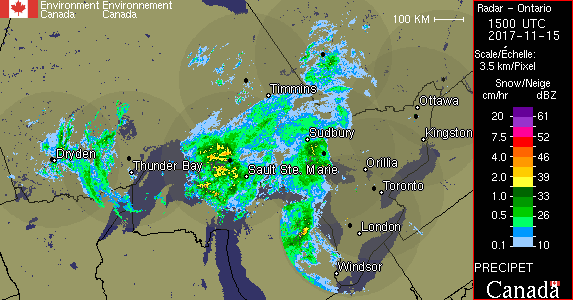 Environment Environnement
Canada Canada
100 KM
Timmins
Ottawa
Sudbury
Kingston
Dryden
Thunder Bay
Sault Ste. Marie
Orillia
Toronto
London
Windsor
Radar - Ontario
1500 UTC
2017-11-15
Scale/Échelle:
3.5 km/Pixel
Snow/Neige
cm/hr dBZ
20 61
7.5 52
4.0 46
2.0 39
1.0 33
0.5 26
0.1 10
PRECIPET
Canada